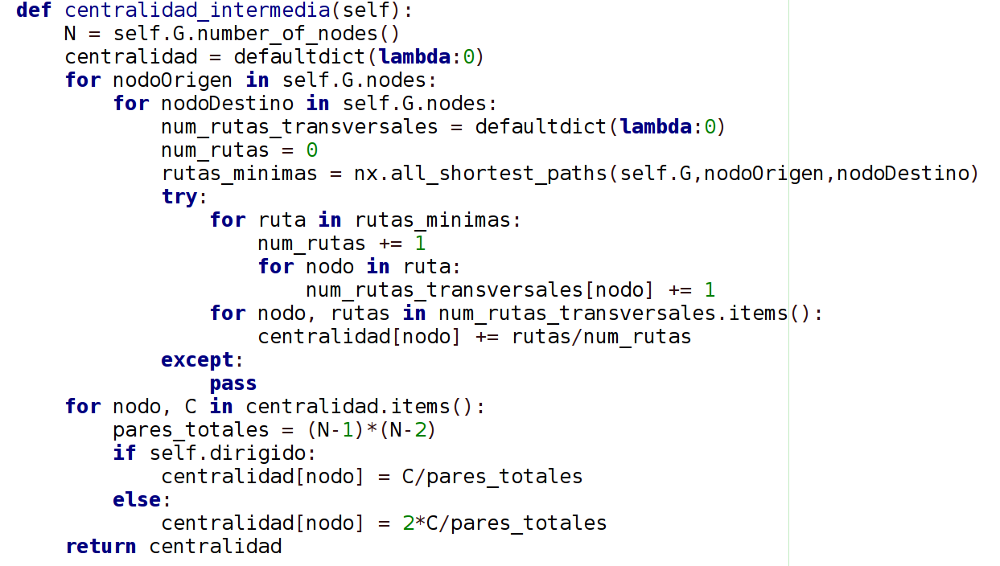 def centralidad_intermedia(self):
    N = self.G.number_of_nodes()
    centralidad = defaultdict(lambda:0)
    for nodoOrigen in self.G.nodes:
        for nodoDestino in self.G.nodes:
            num_rutas_transversales = defaultdict(lambda:0)
            num_rutas = 0
            rutas_minimas = nx.all_shortest_paths(self.G,nodoOrigen,nodoDestino)
            try:
                for ruta in rutas_minimas:
                    num_rutas += 1
                    for nodo in ruta:
                        num_rutas_transversales[nodo] += 1
                for nodo, rutas in num_rutas_transversales.items():
                    centralidad[nodo] += rutas/num_rutas
            except:
                pass
    for nodo, C in centralidad.items():
        pares_totales = (N-1)*(N-2)
        if self.dirigido:
            centralidad[nodo] = C/pares_totales
        else:
            centralidad[nodo] = 2*C/pares_totales
    return centralidad